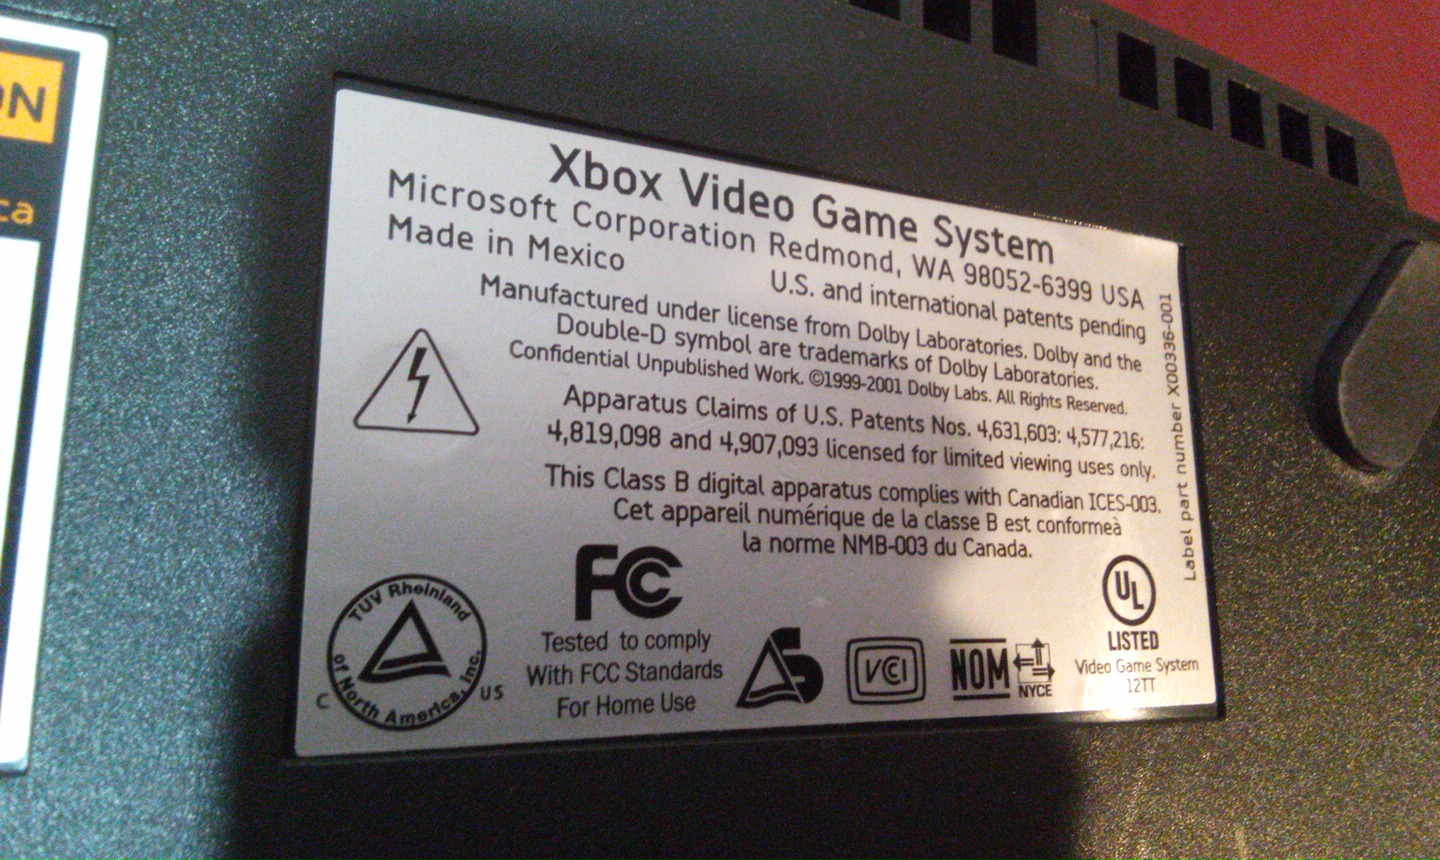 ON
ca
Xbox Video Game System
Microsoft Corporation Redmond, WA 98052-6399 USA
Made in Mexico
U.S. and international patents pending
Manufactured under license from Dolby Laboratories. Dolby and the
Double-D symbol are trademarks of Dolby Laboratories.
Confidential Unpublished Work. ©1999-2001 Dolby Labs. All Rights Reserved.
Apparatus Claims of U.S. Patents Nos. 4,631,603: 4,577,216:
4,819,098 and 4,907,093 licensed for limited viewing uses only.
This Class B digital apparatus complies with Canadian ICES-003.
Cet appareil numérique de la classe B est conformeà
la norme NMB-003 du Canada.
Label part number X00336-001
TUV Rheinland
of North America, Inc.
C US
FC
Tested to comply
With FCC Standards
For Home Use
VCCI
NOM
NYCE
UL
LISTED
Video Game System
12TT